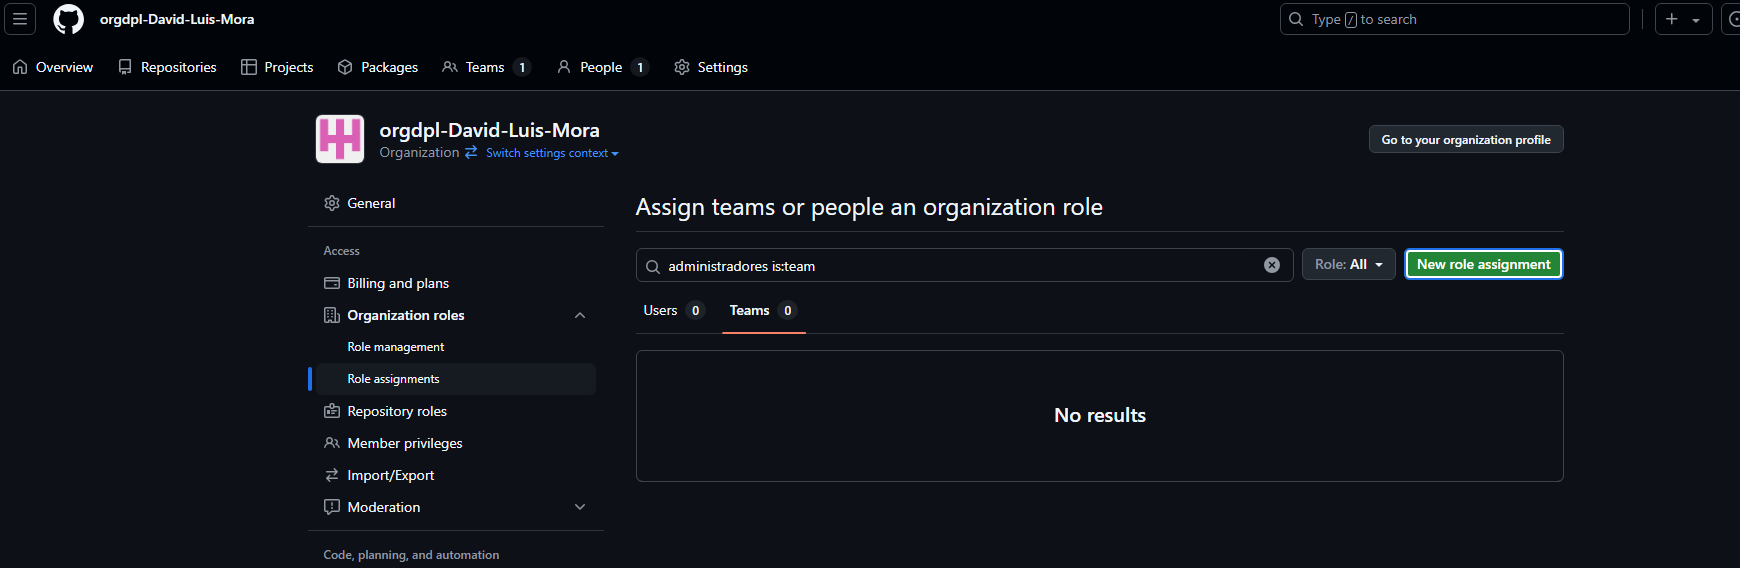 orgdpl-David-Luis-Mora
Type / to search
Overview Repositories Projects Packages Teams 1 People 1 Settings
orgdpl-David-Luis-Mora
Organization Switch settings context
Go to your organization profile
General
Access
Billing and plans
Organization roles
Role management
Role assignments
Repository roles
Member privileges
Import/Export
Moderation
Code, planning, and automation
Assign teams or people an organization role
administradores is:team
Role: All
New role assignment
Users 0 Teams 0
No results